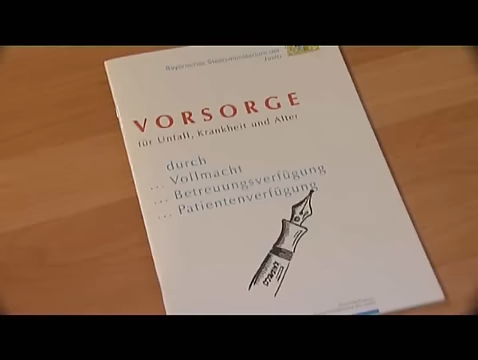 Bayerisches Staatsministerium der
Justiz
VORSORGE
für Unfall, Krankheit und Alter
durch
... Vollmacht
... Betreuungsverfügung
... Patientenverfügung